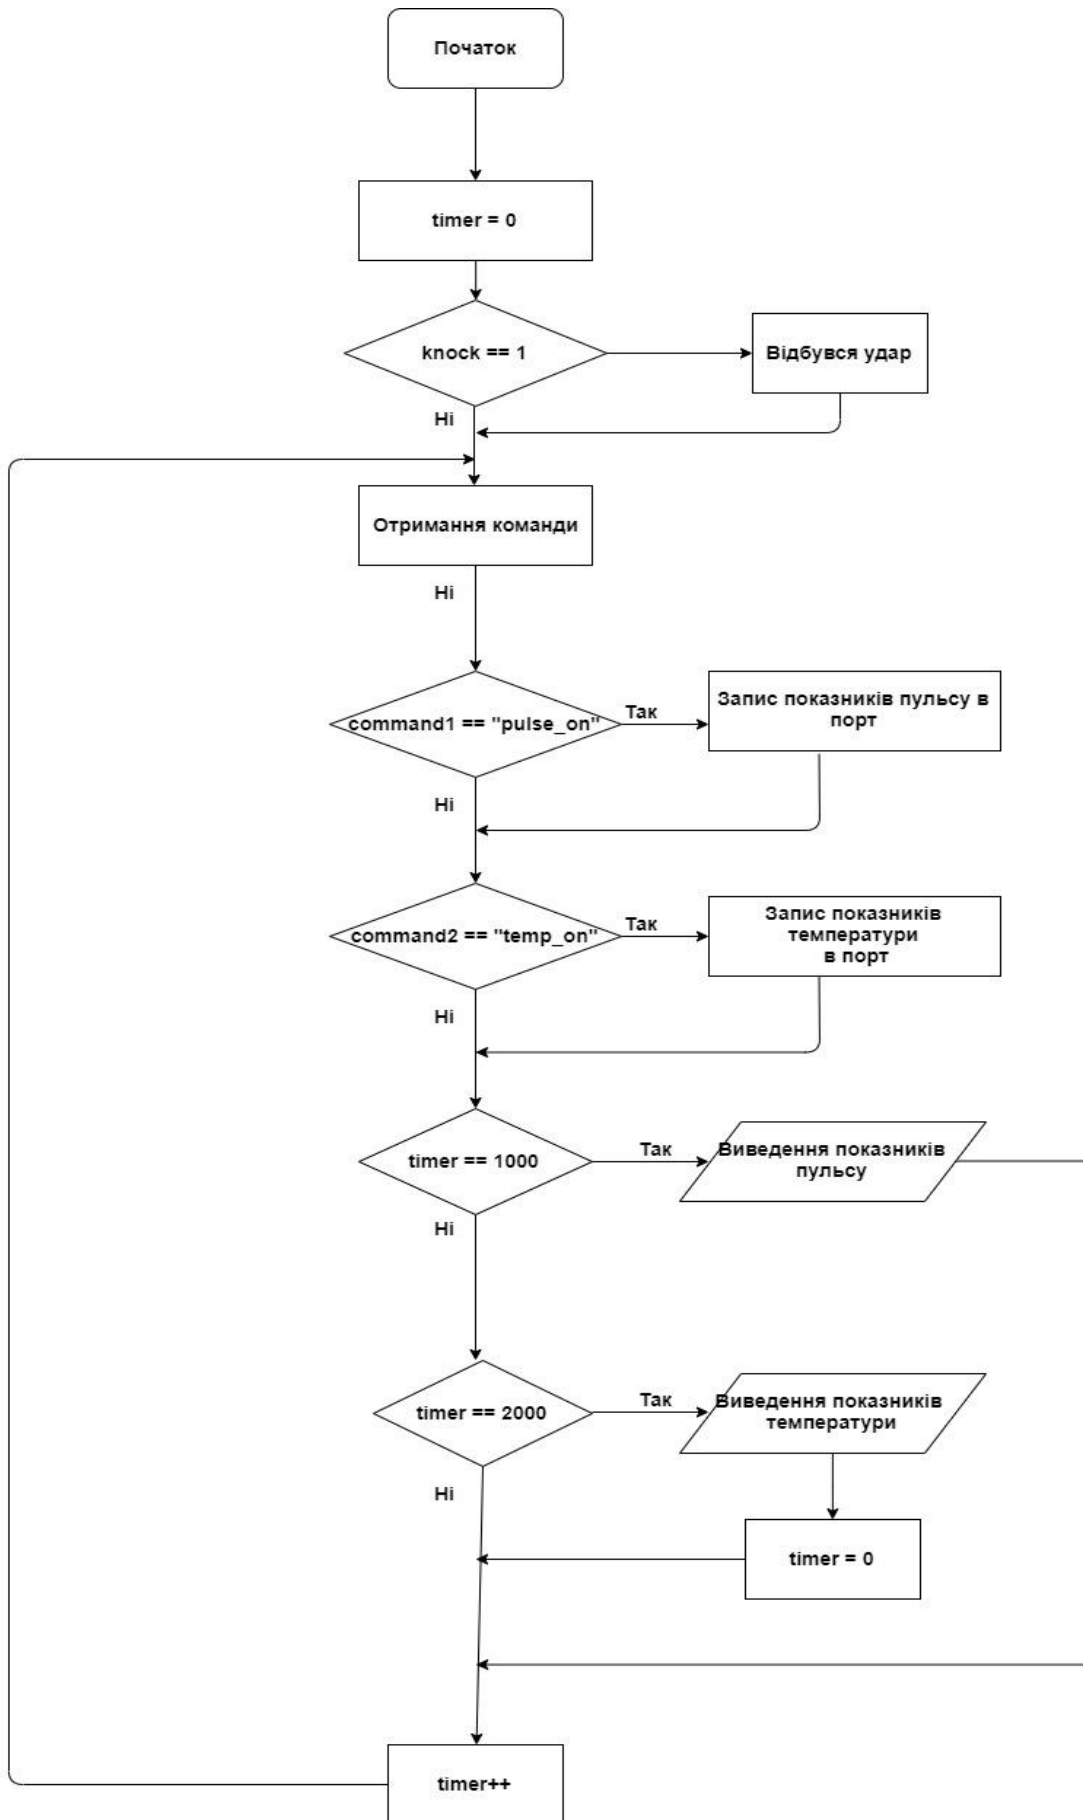 Початок
timer = 0
knock == 1
Відбувся удар
Ні
Отримання команди
Ні
command1 == "pulse_on"
Так
Запис показників пульсу в
порт
Ні
command2 == "temp_on"
Так
Запис показників
температури
в порт
Ні
timer == 1000
Так
Виведення показників
пульсу
Ні
timer == 2000
Так
Виведення показників
температури
Ні
timer = 0
timer++